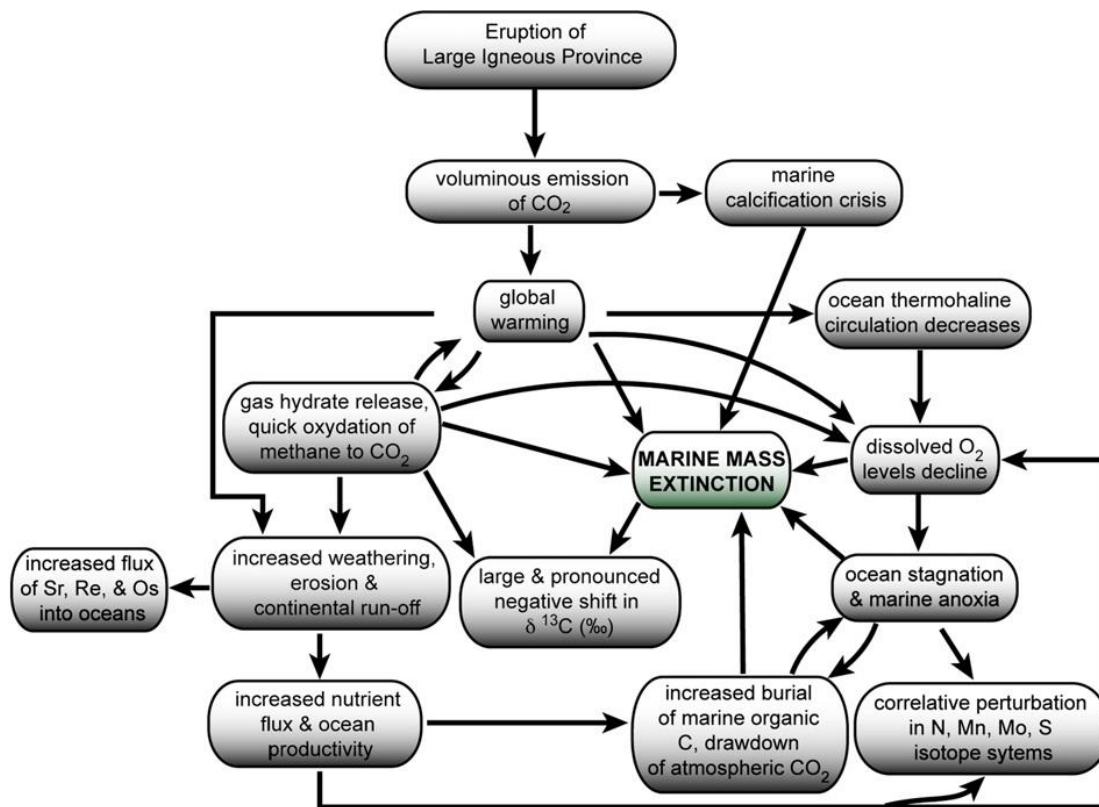 Eruption of
Large Igneous Province
voluminous emission
of CO₂
marine
calcification crisis
global
warming
ocean thermohaline
circulation decreases
gas hydrate release,
quick oxydation of
methane to CO₂
MARINE MASS
EXTINCTION
dissolved O₂
levels decline
increased flux
of Sr, Re, & Os
into oceans
increased weathering,
erosion &
continental run-off
large & pronounced
negative shift in
δ ¹³C (‰)
ocean stagnation
& marine anoxia
increased nutrient
flux & ocean
productivity
increased burial
of marine organic
C, drawdown
of atmospheric CO₂
correlative perturbation
in N, Mn, Mo, S
isotope sytems